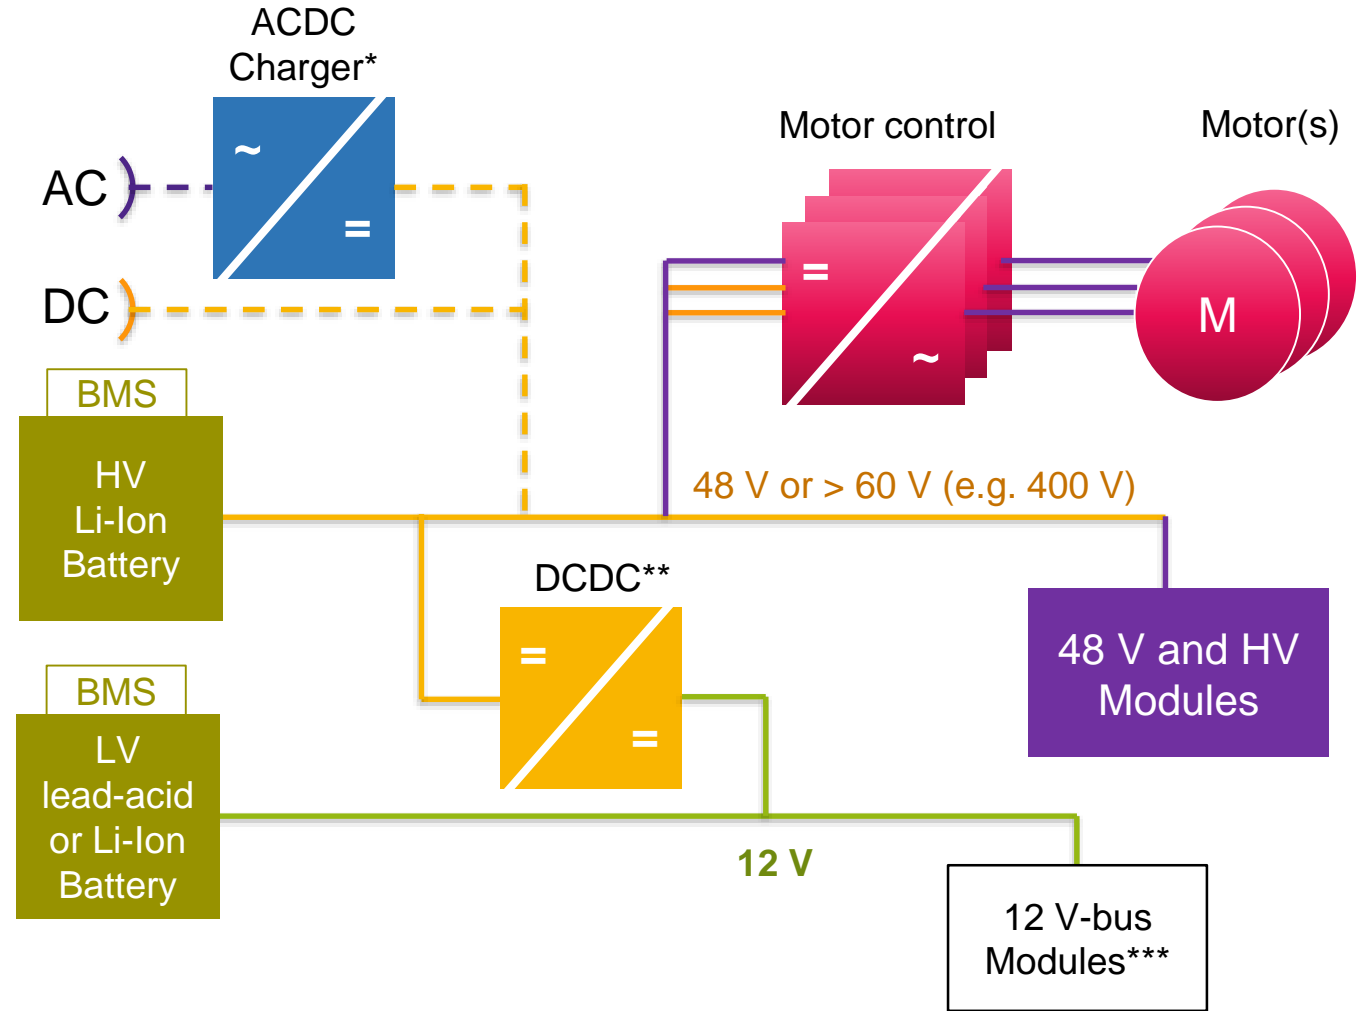 ACDC
Charger*
Motor control
Motor(s)
~
=
AC
DC
=
~
M
BMS
HV
Li-Ion
Battery
48 V or > 60 V (e.g. 400 V)
DCDC**
=
=
48 V and HV
Modules
BMS
LV
lead-acid
or Li-Ion
Battery
12 V
12 V-bus
Modules***